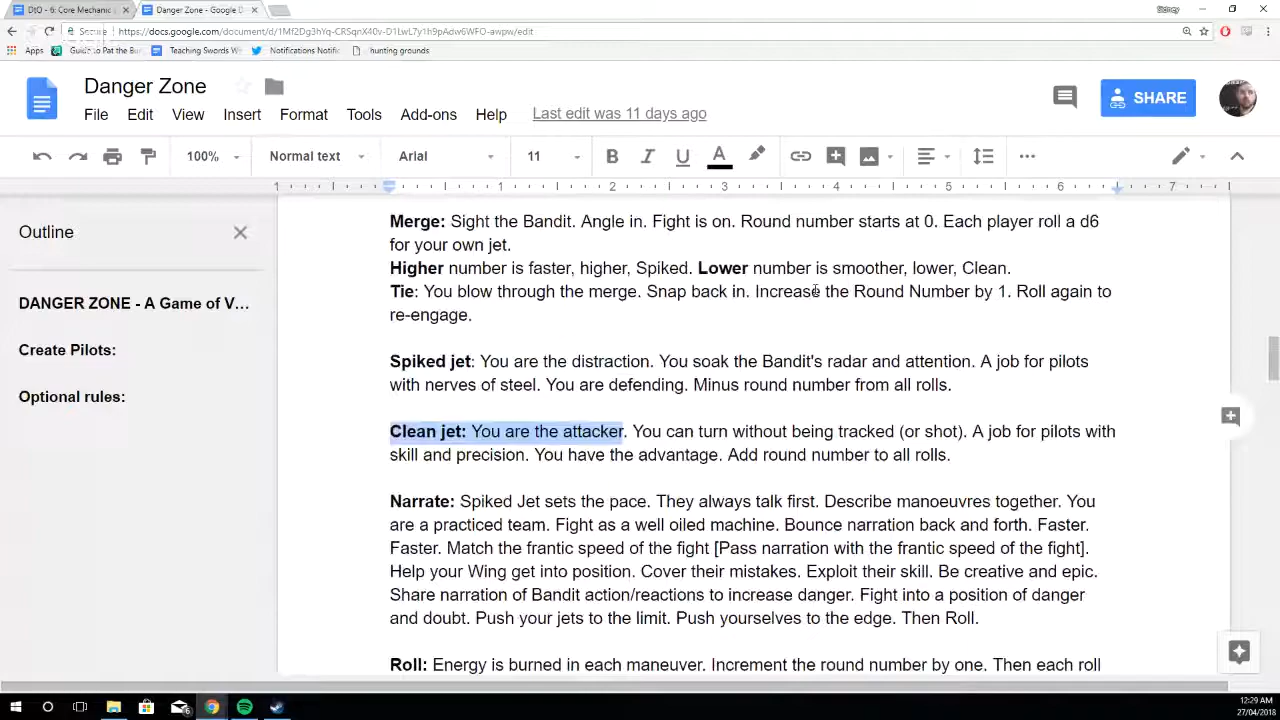 DtO - 6: Core Mechanic
Danger Zone - Google D
Sidney
Secure
https://docs.google.com/document/d/1Mf2Dg3hYq-CRSqnX40v-D1LwL7y1h9pAdw6WFO-awpw/edit
Apps
Teaching Swords W
Notifications Notific
hunting grounds
Danger Zone
SHARE
File Edit View Insert Format Tools Add-ons Help Last edit was 11 days ago
100% Normal text Arial 11 B I U A
1 1 2 3 4 5 6 7
Outline
DANGER ZONE - A Game of V...
Create Pilots:
Optional rules:
Merge: Sight the Bandit. Angle in. Fight is on. Round number starts at 0. Each player roll a d6
for your own jet.
Higher number is faster, higher, Spiked. Lower number is smoother, lower, Clean.
Tie: You blow through the merge. Snap back in. Increase the Round Number by 1. Roll again to
re-engage.
Spiked jet: You are the distraction. You soak the Bandit's radar and attention. A job for pilots
with nerves of steel. You are defending. Minus round number from all rolls.
Clean jet: You are the attacker. You can turn without being tracked (or shot). A job for pilots with
skill and precision. You have the advantage. Add round number to all rolls.
Narrate: Spiked Jet sets the pace. They always talk first. Describe manoeuvres together. You
are a practiced team. Fight as a well oiled machine. Bounce narration back and forth. Faster.
Faster. Match the frantic speed of the fight [Pass narration with the frantic speed of the fight].
Help your Wing get into position. Cover their mistakes. Exploit their skill. Be creative and epic.
Share narration of Bandit action/reactions to increase danger. Fight into a position of danger
and doubt. Push your jets to the limit. Push yourselves to the edge. Then Roll.
Roll: Energy is burned in each maneuver. Increment the round number by one. Then each roll
12:29 AM
27/04/2018